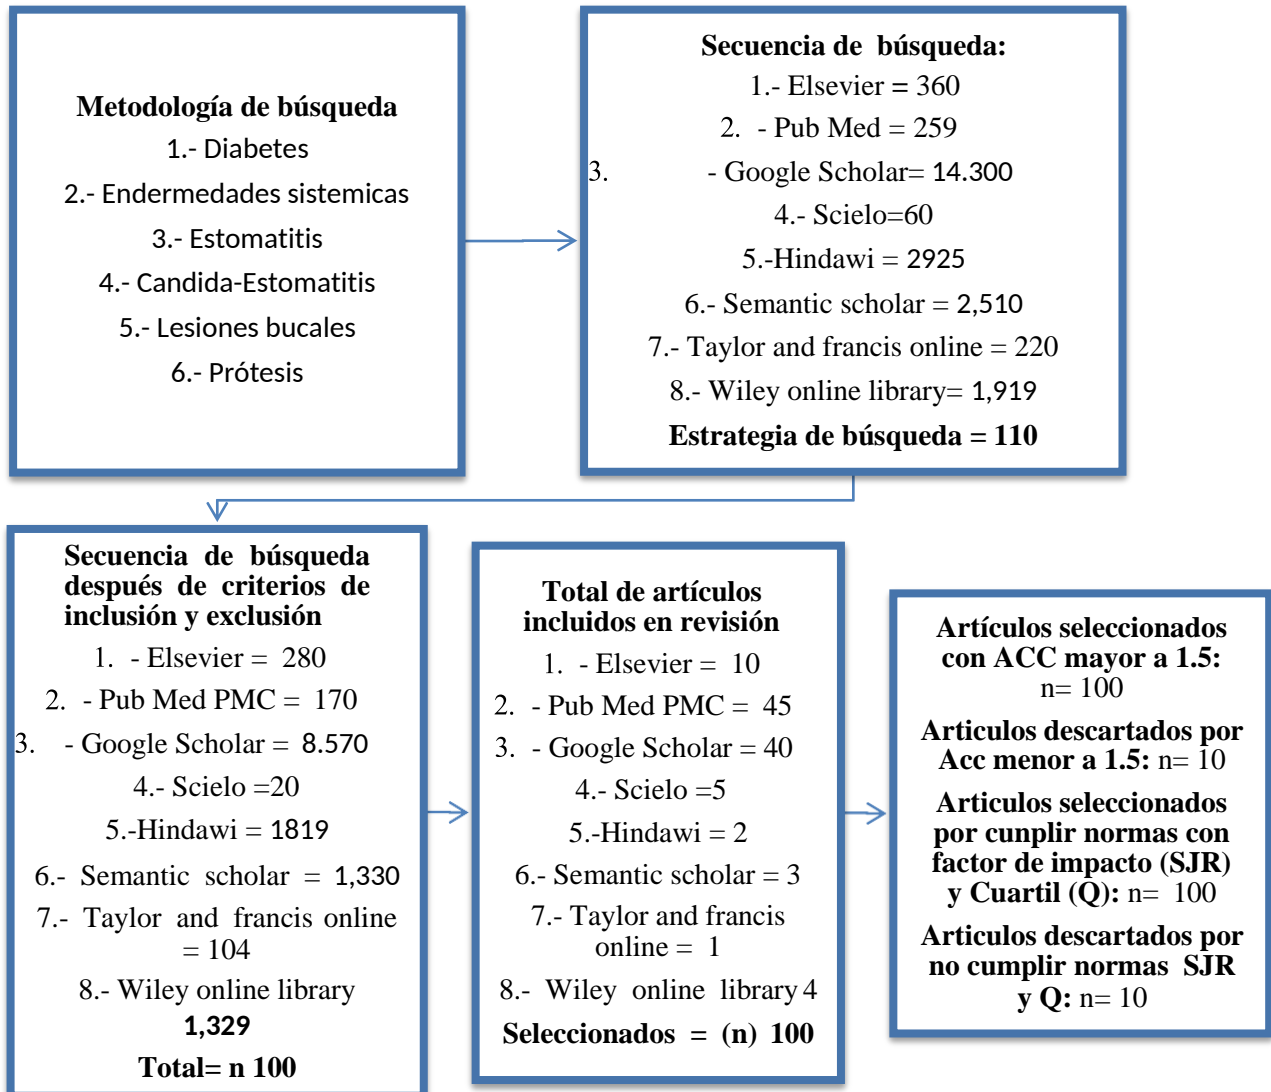 Metodología de búsqueda
1.- Diabetes
2.- Endermedades sistemicas
3.- Estomatitis
4.- Candida-Estomatitis
5.- Lesiones bucales
6.- Prótesis
Secuencia de búsqueda:
1.- Elsevier = 360
2. - Pub Med = 259
3. - Google Scholar= 14.300
4.- Scielo=60
5.-Hindawi = 2925
6.- Semantic scholar = 2,510
7.- Taylor and francis online = 220
8.- Wiley online library= 1,919
Estrategia de búsqueda = 110
Secuencia de búsqueda
después de criterios de
inclusión y exclusión
1. - Elsevier = 280
2. - Pub Med PMC = 170
3. - Google Scholar = 8.570
4.- Scielo =20
5.-Hindawi = 1819
6.- Semantic scholar = 1,330
7.- Taylor and francis online
= 104
8.- Wiley online library
1,329
Total= n 100
Total de artículos
incluidos en revisión
1. - Elsevier = 10
2. - Pub Med PMC = 45
3. - Google Scholar = 40
4.- Scielo =5
5.-Hindawi = 2
6.- Semantic scholar = 3
7.- Taylor and francis
online = 1
8.- Wiley online library 4
Seleccionados = (n) 100
Artículos seleccionados
con ACC mayor a 1.5:
n= 100
Articulos descartados por
Acc menor a 1.5: n= 10
Articulos seleccionados
por cunplir normas con
factor de impacto (SJR)
y Cuartil (Q): n= 100
Articulos descartados por
no cumplir normas SJR
y Q: n= 10